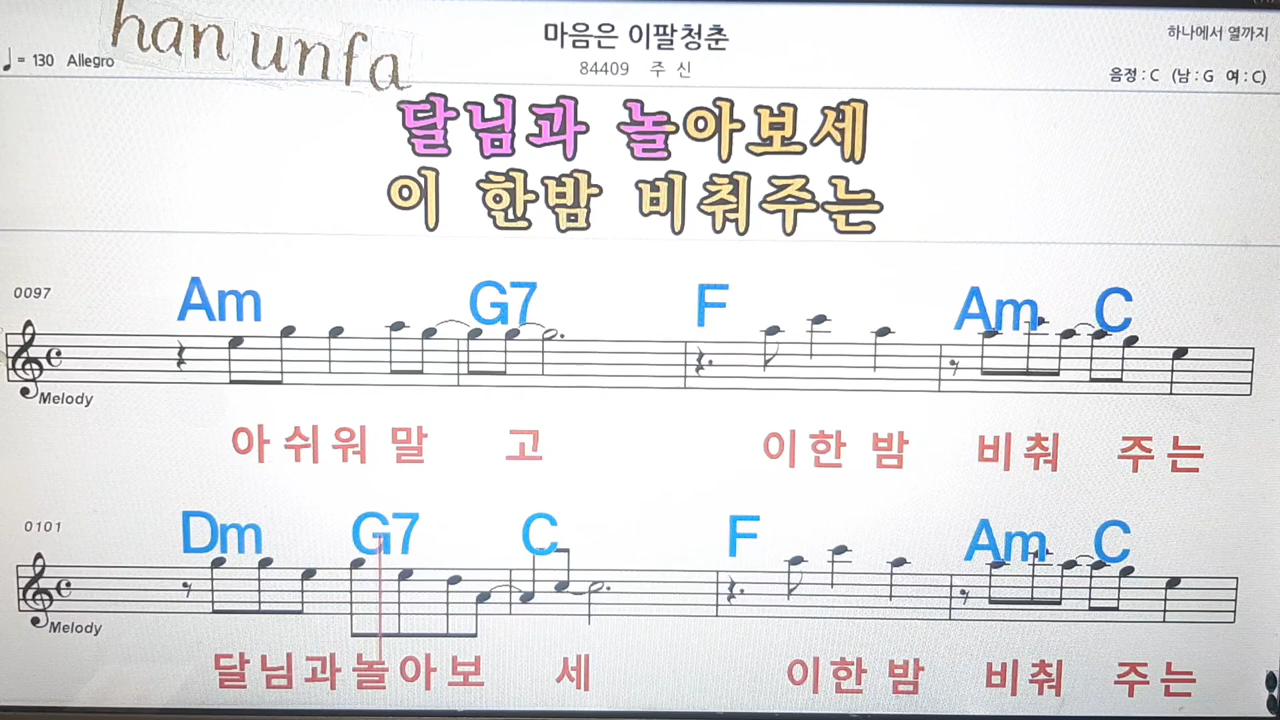 han unfa
마음은 이팔청춘
하나에서 열까지
♩= 130 Allegro
84409 주 신
음정 : C (남 : G 여 : C)
달님과 놀아보세
이 한밤 비춰주는
0097
Am G7 F Am C
Melody
아 쉬 워 말 고 이 한 밤 비 춰 주 는
0101
Dm G7 C F Am C
Melody
달 님 과 놀 아 보 세 이 한 밤 비 춰 주 는